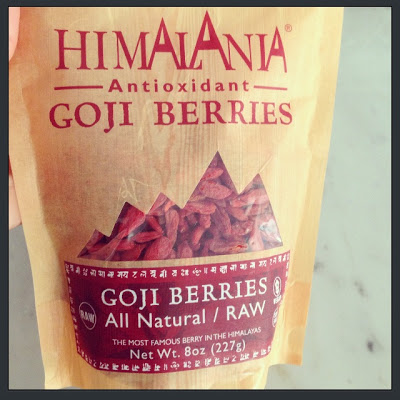 HIMALANIA®
Antioxidant
GOJI BERRIES
GOJI BERRIES
RAW
All Natural / RAW
THE MOST FAMOUS BERRY IN THE HIMALAYAS
Net Wt. 8oz (227g)